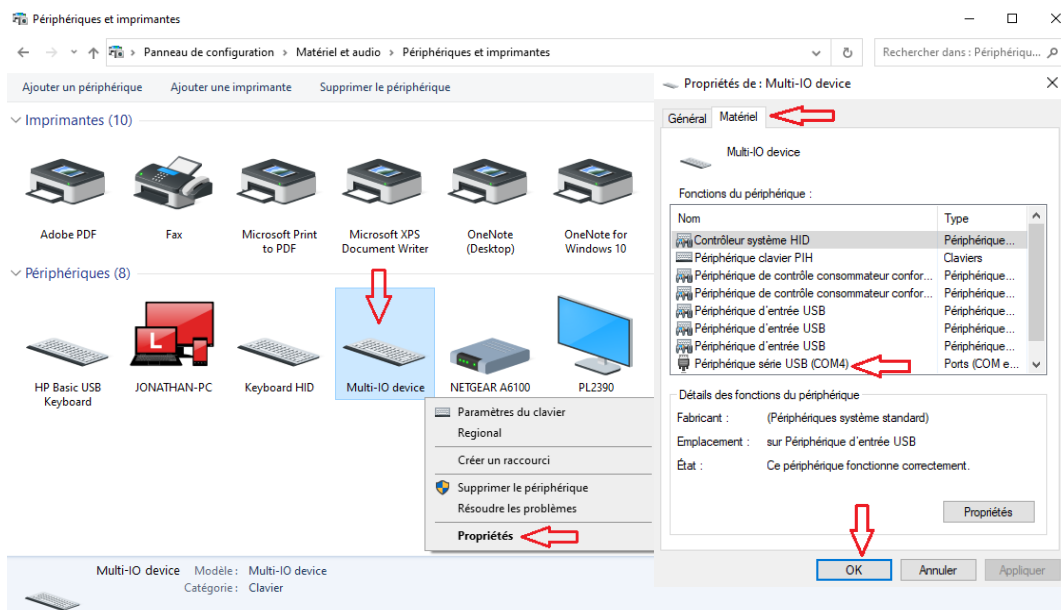 Périphériques et imprimantes
Panneau de configuration › Matériel et audio › Périphériques et imprimantes
Rechercher dans : Périphériqu...
Ajouter un périphérique Ajouter une imprimante Supprimer le périphérique
Imprimantes (10)
Adobe PDF
Fax
Microsoft Print
to PDF
Microsoft XPS
Document Writer
OneNote
(Desktop)
OneNote for
Windows 10
Périphériques (8)
L
HP Basic USB
Keyboard
JONATHAN-PC
Keyboard HID
Multi-IO device
NETGEAR A6100
PL2390
Paramètres du clavier
Regional
Créer un raccourci
Supprimer le périphérique
Résoudre les problèmes
Propriétés
Multi-IO device Modèle : Multi-IO device
Catégorie : Clavier
Propriétés de : Multi-IO device
Général Matériel
Multi-IO device
Fonctions du périphérique :
Nom Type
Contrôleur système HID Périphérique...
Périphérique clavier PIH Claviers
Périphérique de contrôle consommateur confor... Périphérique...
Périphérique de contrôle consommateur confor... Périphérique...
Périphérique d'entrée USB Périphérique...
Périphérique d'entrée USB Périphérique...
Périphérique d'entrée USB Périphérique...
Périphérique série USB (COM4) Ports (COM e...
Détails des fonctions du périphérique
Fabricant : (Périphériques système standard)
Emplacement : sur Périphérique d'entrée USB
État : Ce périphérique fonctionne correctement.
Propriétés
OK Annuler Appliquer